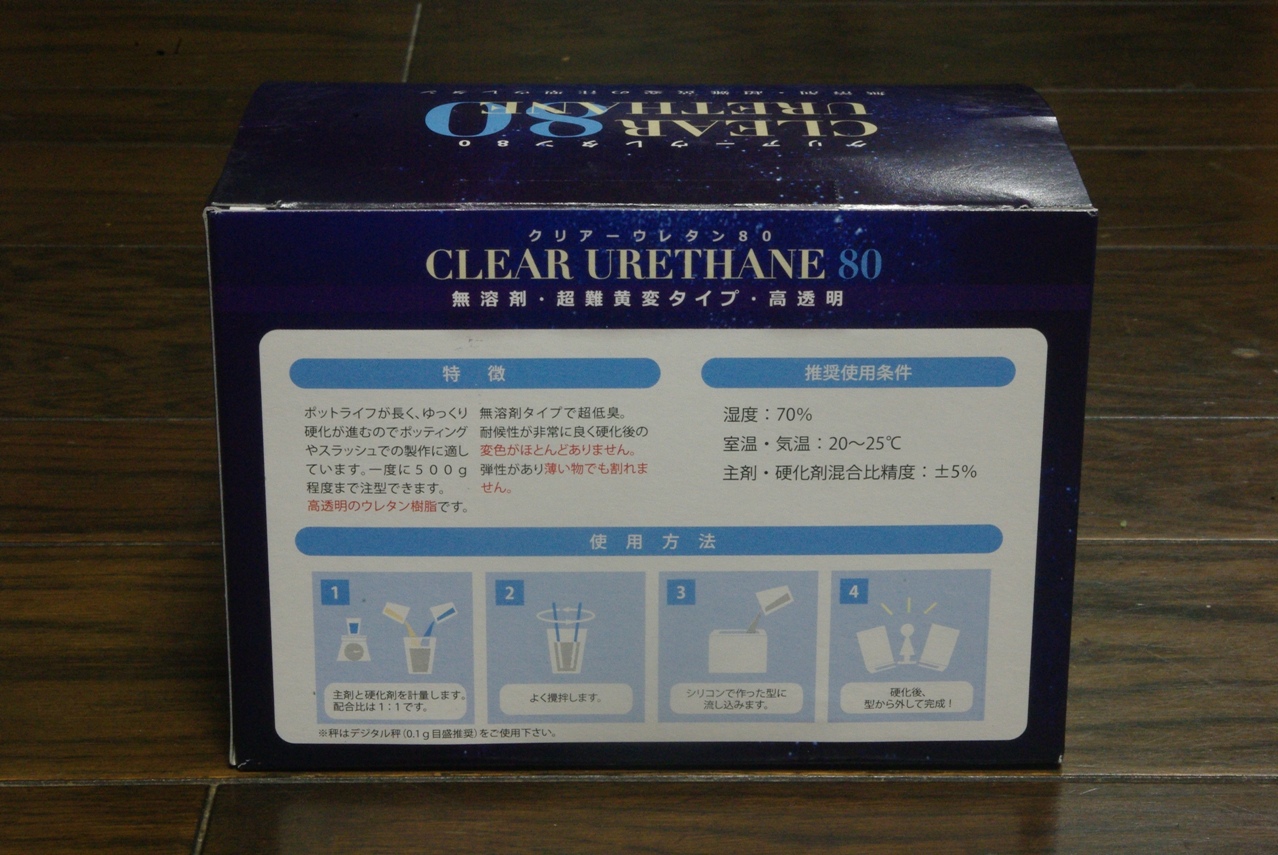 クリアーウレタン80
CLEAR
URETHANE
80
クリアーウレタン80
CLEAR URETHANE 80
無溶剤・超難黄変タイプ・高透明
特 徴
ポットライフが長く、ゆっくり
硬化が進むのでポッティング
やスラッシュでの製作に適し
ています。一度に５００ｇ
程度まで注型できます。
高透明のウレタン樹脂です。
無溶剤タイプで超低臭。
耐候性が非常に良く硬化後の
変色がほとんどありません。
弾性があり薄い物でも割れま
せん。
推奨使用条件
湿度：70%
室温・気温：20～25℃
主剤・硬化剤混合比精度：±5%
使 用 方 法
1
主剤と硬化剤を計量します。
配合比は1：1です。
2
よく攪拌します。
3
シリコンで作った型に
流し込みます。
4
硬化後、
型から外して完成！
※秤はデジタル秤（0.1g目盛推奨）をご使用下さい。